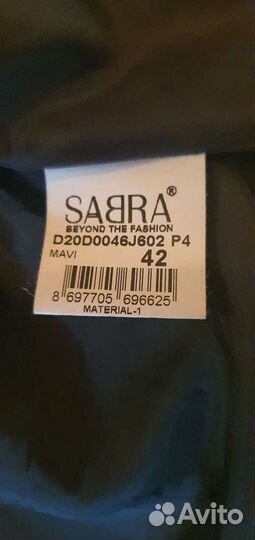 SABRA®
BEYOND THE FASHION
D20D0046J602 P4
MAVI 42
8 697705 696625
MATERIAL-1
Avito